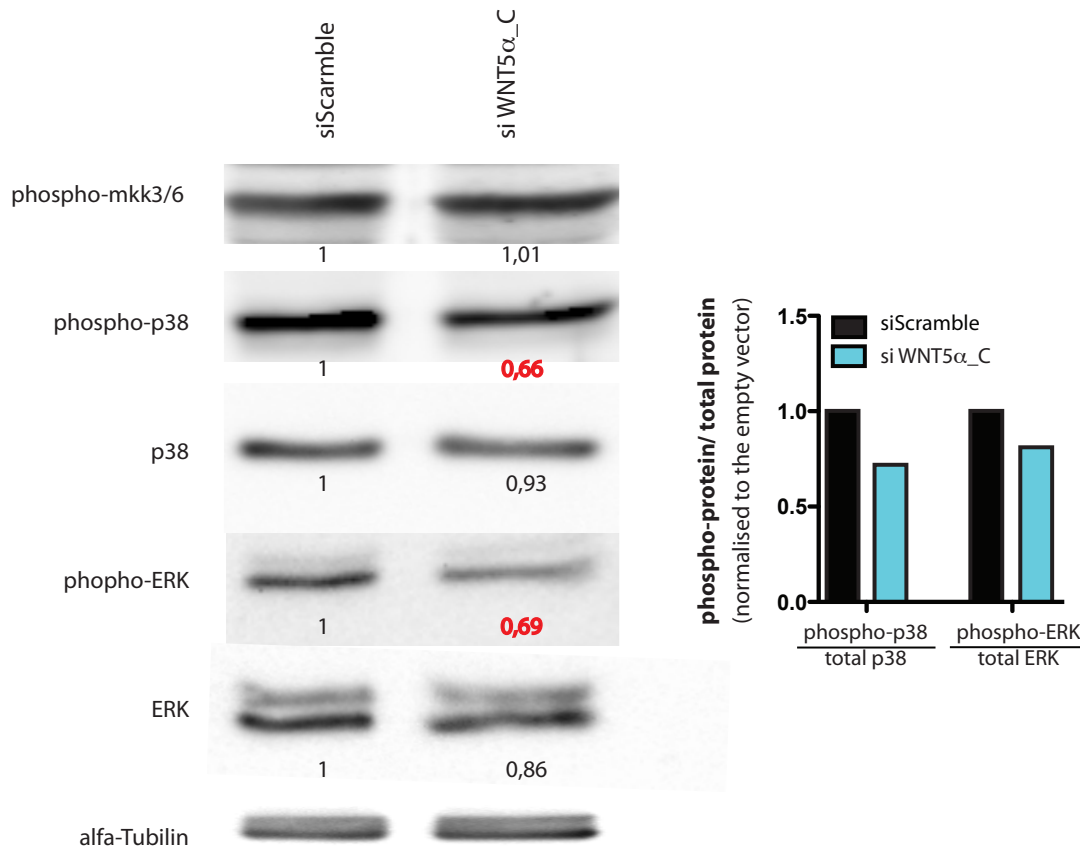 siScarmble
si WNT5α_C
phospho-mkk3/6
1
1,01
phospho-p38
1
0,66
p38
1
0,93
phopho-ERK
1
0,69
ERK
1
0,86
alfa-Tubilin
phospho-protein/ total protein
(normalised to the empty vector)
1.5
1.0
0.5
0.0
siScramble
si WNT5α_C
phospho-p38
total p38
phospho-ERK
total ERK